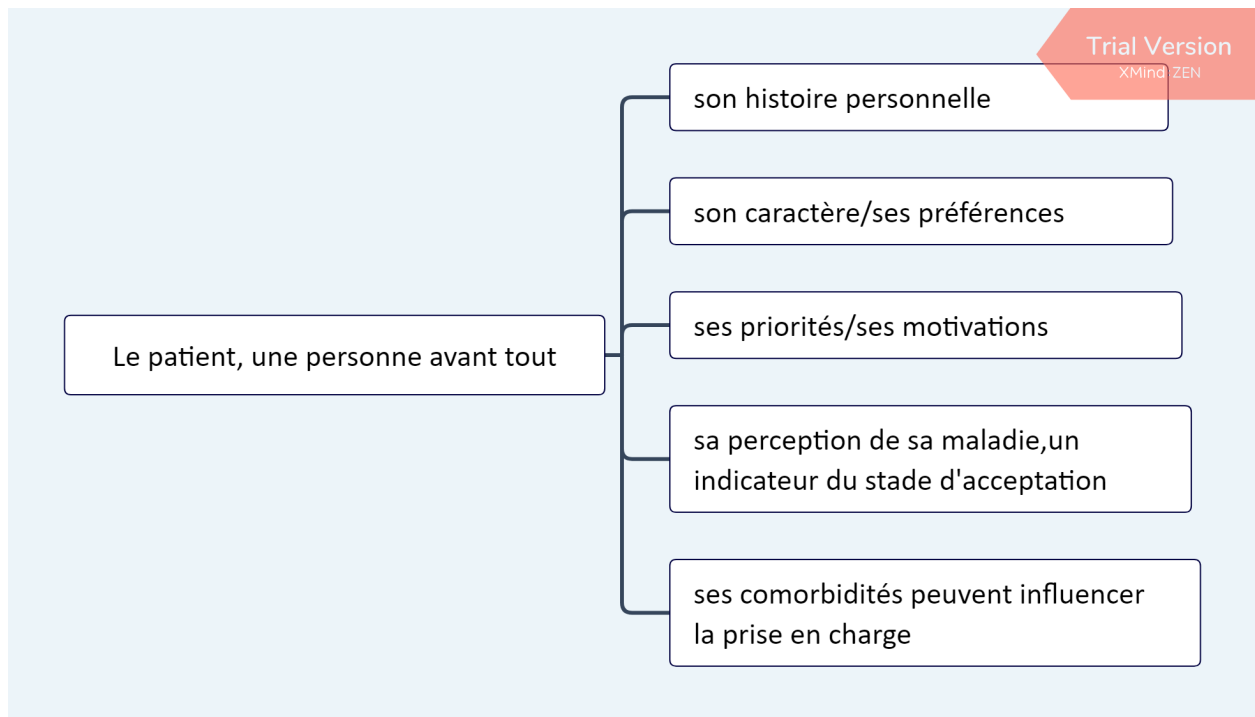 Trial Version
XMind ZEN
son histoire personnelle
son caractère/ses préférences
ses priorités/ses motivations
Le patient, une personne avant tout
sa perception de sa maladie,un
indicateur du stade d'acceptation
ses comorbidités peuvent influencer
la prise en charge